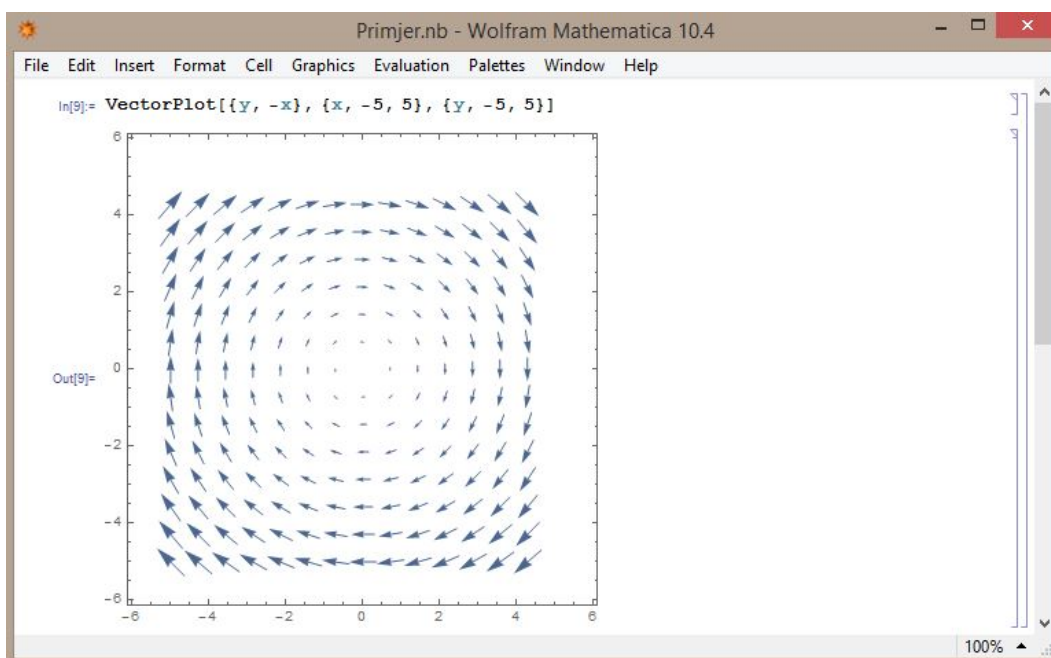 Primjer.nb - Wolfram Mathematica 10.4
File Edit Insert Format Cell Graphics Evaluation Palettes Window Help
In[9]:= VectorPlot[{y, -x}, {x, -5, 5}, {y, -5, 5}]
6
4
2
0
Out[9]=
-2
-4
-6
-6 -4 -2 0 2 4 6
100%